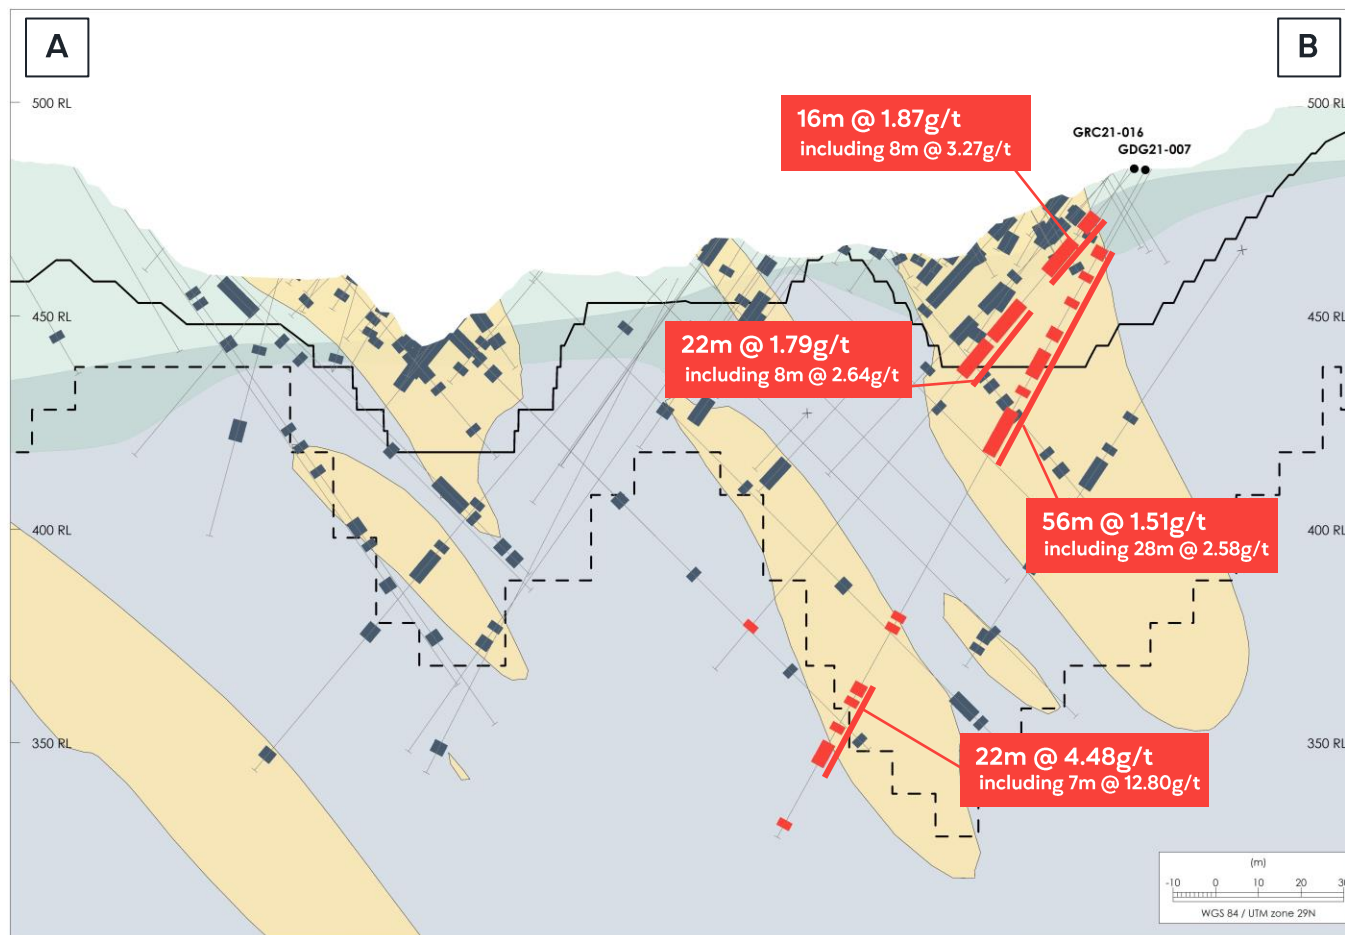 A
B
500 RL
500 RL
16m @ 1.87g/t
including 8m @ 3.27g/t
GRC21-016
GDG21-007
450 RL
450 RL
22m @ 1.79g/t
including 8m @ 2.64g/t
56m @ 1.51g/t
including 28m @ 2.58g/t
400 RL
400 RL
350 RL
350 RL
22m @ 4.48g/t
including 7m @ 12.80g/t
(m)
-10 0 10 20 30
WGS 84 / UTM zone 29N